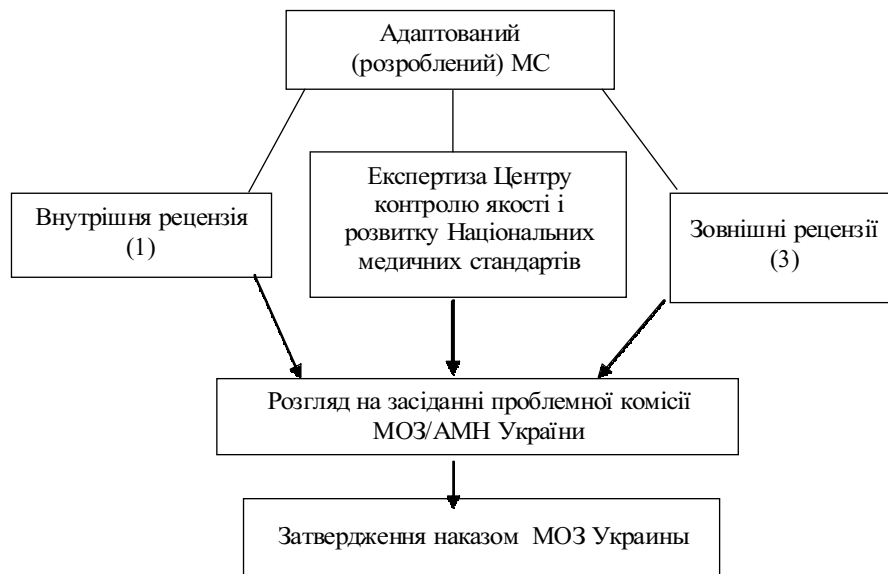 Адаптований
(розроблений) МС
Внутрішня рецензія
(1)
Експертиза Центру
контролю якості і
розвитку Національних
медичних стандартів
Зовнішні рецензії
(3)
Розгляд на засіданні проблемної комісії
МОЗ/АМН України
Затвердження наказом МОЗ Украины